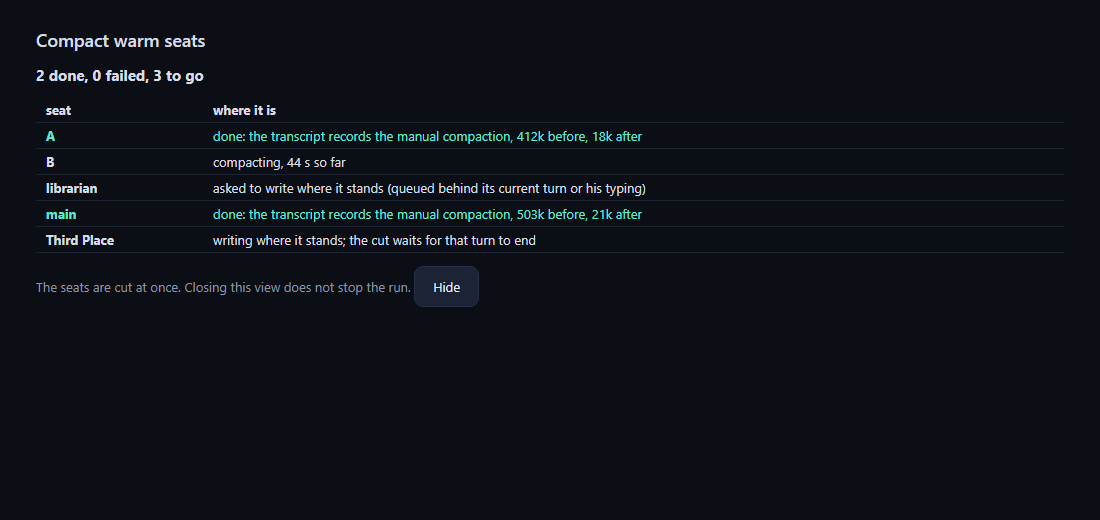 Compact warm seats
2 done, 0 failed, 3 to go
seat where it is
A done: the transcript records the manual compaction, 412k before, 18k after
B compacting, 44 s so far
librarian asked to write where it stands (queued behind its current turn or his typing)
main done: the transcript records the manual compaction, 503k before, 21k after
Third Place writing where it stands; the cut waits for that turn to end
The seats are cut at once. Closing this view does not stop the run. Hide